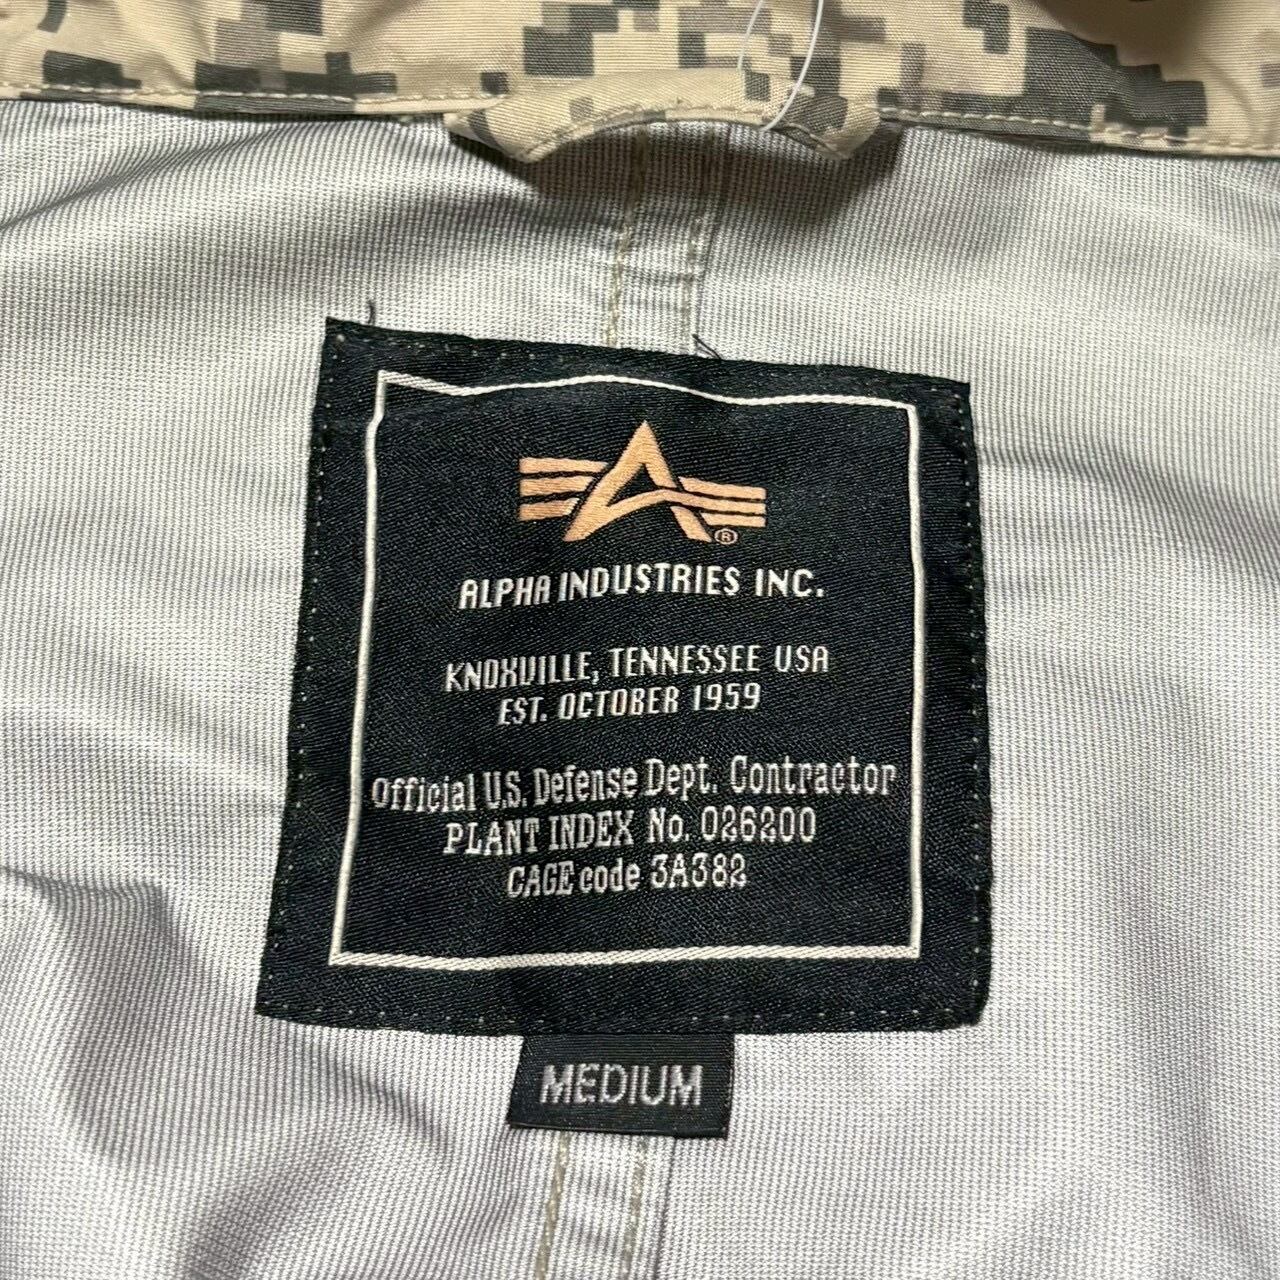 ®
ALPHA INDUSTRIES INC.
KNOXVILLE, TENNESSEE USA
EST. OCTOBER 1959
Official U.S. Defense Dept. Contractor
PLANT INDEX No. 026200
CAGE code 3A382
MEDIUM